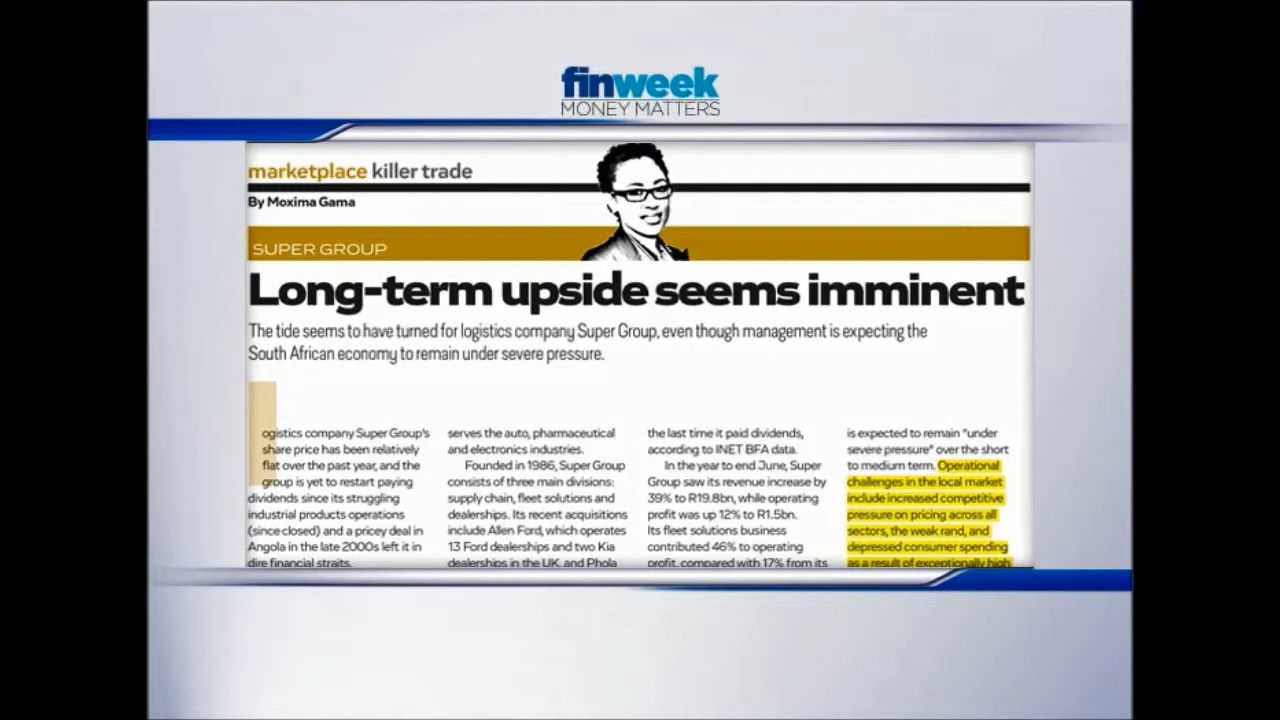 finweek
MONEY MATTERS
marketplace killer trade
By Moxima Gama
SUPER GROUP
Long-term upside seems imminent
The tide seems to have turned for logistics company Super Group, even though management is expecting the
South African economy to remain under severe pressure.
Logistics company Super Group's
share price has been relatively
flat over the past year, and the
group is yet to restart paying
dividends since its struggling
industrial products operations
(since closed) and a pricey deal in
Angola in the late 2000s left it in
dire financial straits.
serves the auto, pharmaceutical
and electronics industries.
Founded in 1986, Super Group
consists of three main divisions:
supply chain, fleet solutions and
dealerships. Its recent acquisitions
include Allen Ford, which operates
13 Ford dealerships and two Kia
dealerships in the UK, and Phola
the last time it paid dividends,
according to INET BFA data.
In the year to end June, Super
Group saw its revenue increase by
39% to R19.8bn, while operating
profit was up 12% to R1.5bn.
Its fleet solutions business
contributed 46% to operating
profit, compared with 17% from its
is expected to remain "under
severe pressure" over the short
to medium term. Operational
challenges in the local market
include increased competitive
pressure on pricing across all
sectors, the weak rand, and
depressed consumer spending
as a result of exceptionally high